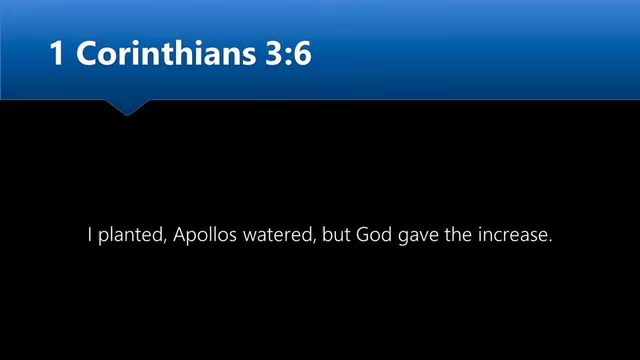 1 Corinthians 3:6
I planted, Apollos watered, but God gave the increase.